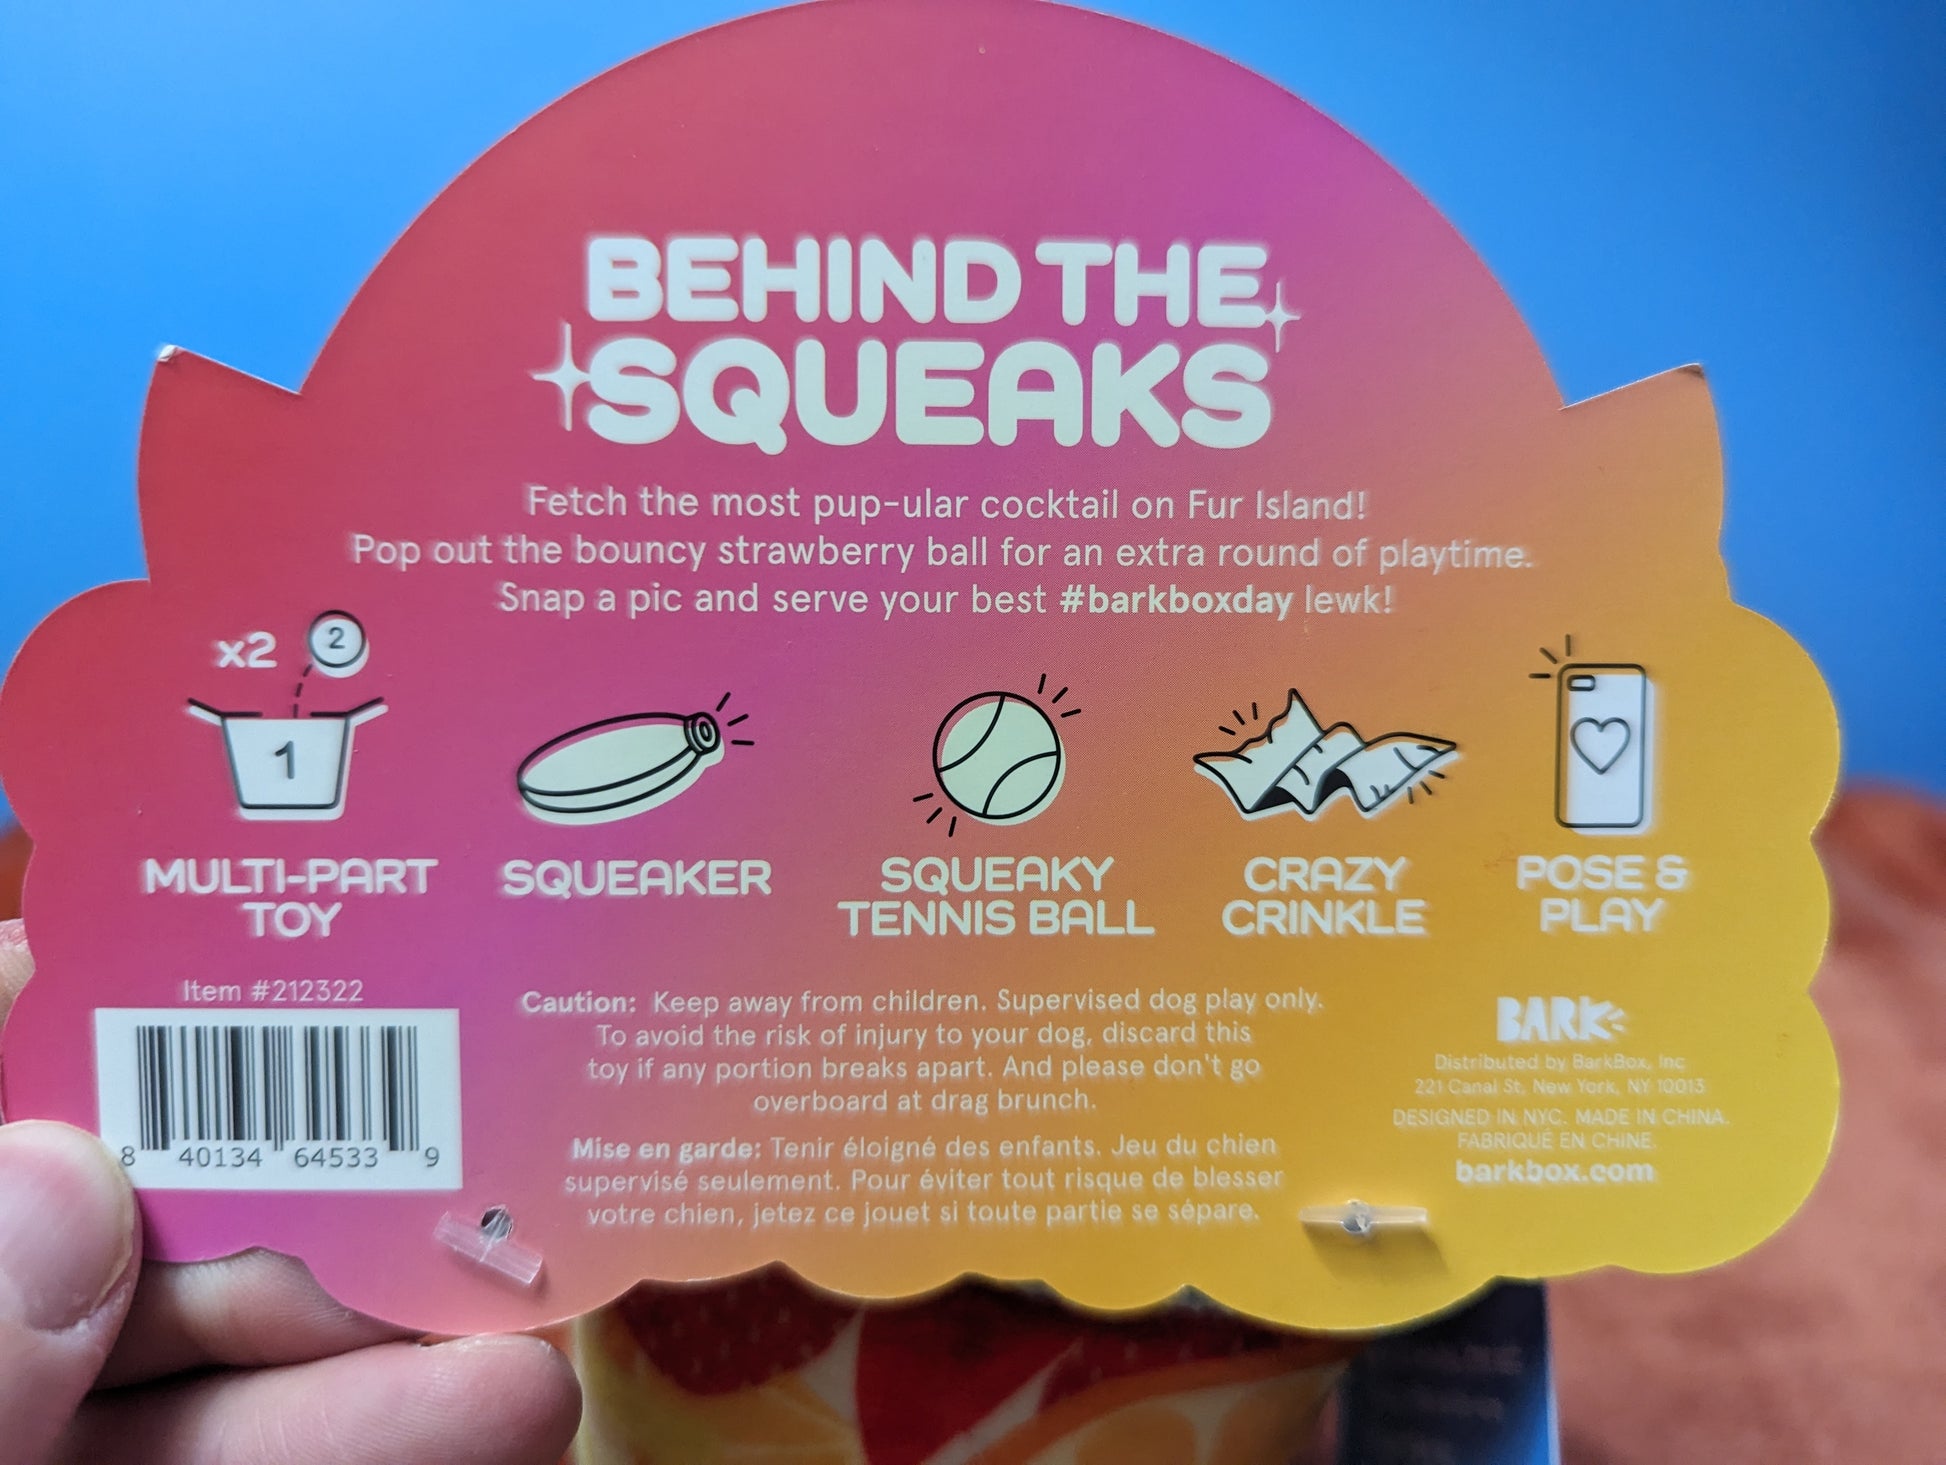 BEHIND THE
SQUEAKS
Fetch the most pup-ular cocktail on Fur Island!
Pop out the bouncy strawberry ball for an extra round of playtime.
Snap a pic and serve your best #barkboxday lewk!
x2
2
1
MULTI-PART
TOY
SQUEAKER
SQUEAKY
TENNIS BALL
CRAZY
CRINKLE
POSE &
PLAY
Item #212322
8 40134 64533 9
Caution: Keep away from children. Supervised dog play only.
To avoid the risk of injury to your dog, discard this
toy if any portion breaks apart. And please don't go
overboard at drag brunch.
Mise en garde: Tenir éloigné des enfants. Jeu du chien
supervisé seulement. Pour éviter tout risque de blesser
votre chien, jetez ce jouet si toute partie se sépare.
BARK
Distributed by BarkBox, Inc
221 Canal St, New York, NY 10013
DESIGNED IN NYC. MADE IN CHINA.
FABRIQUÉ EN CHINE.
barkbox.com